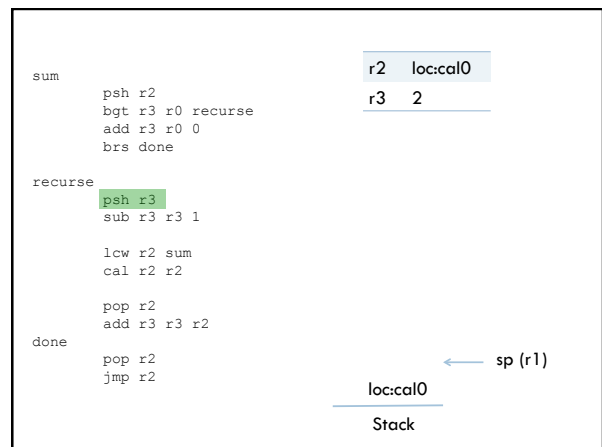 sum
psh r2
bgt r3 r0 recurse
add r3 r0 0
brs done
recurse
psh r3
sub r3 r3 1
lcw r2 sum
cal r2 r2
pop r2
add r3 r3 r2
done
pop r2
jmp r2
r2 loc:cal0
r3 2
sp (r1)
loc:cal0
Stack